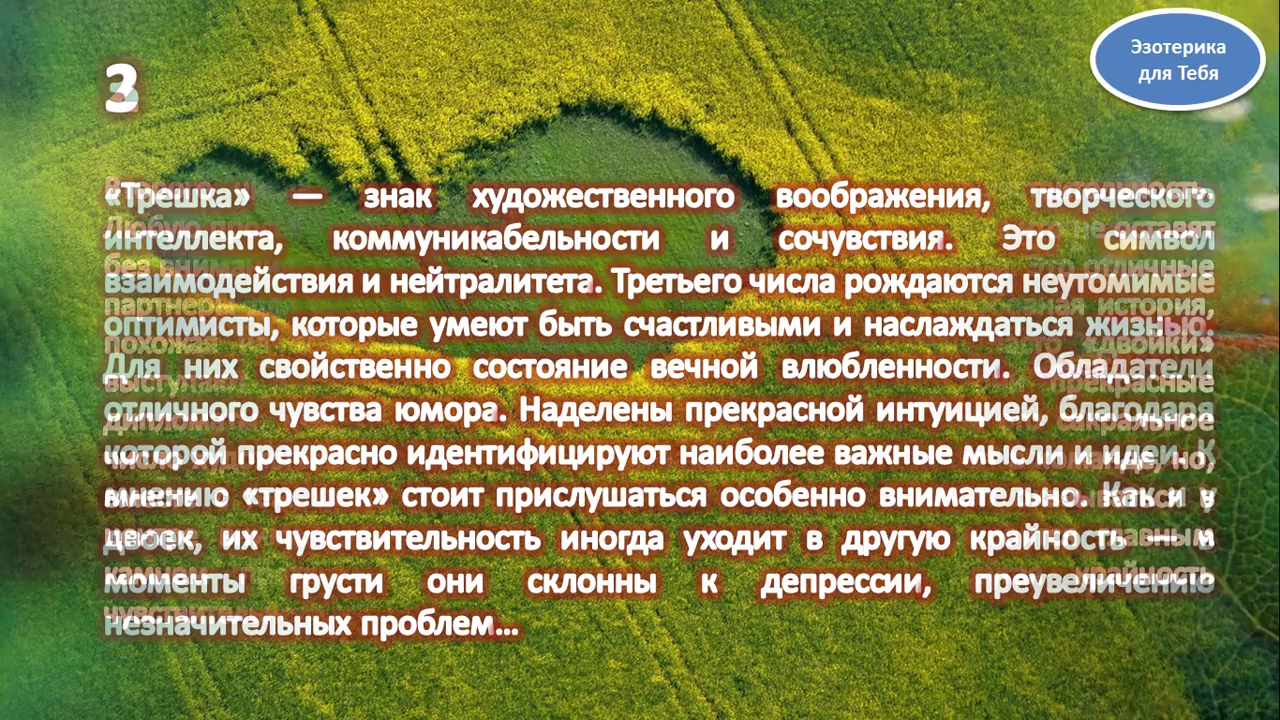 Эзотерика
для Тебя
3
«Трешка» — знак художественного воображения, творческого
интеллекта, коммуникабельности и сочувствия. Это символ
взаимодействия и нейтралитета. Третьего числа рождаются неутомимые
оптимисты, которые умеют быть счастливыми и наслаждаться жизнью.
Для них свойственно состояние вечной влюбленности. Обладатели
отличного чувства юмора. Наделены прекрасной интуицией, благодаря
которой прекрасно идентифицируют наиболее важные мысли и идеи. К
мнению «трешек» стоит прислушаться особенно внимательно. Как и у
двоек, их чувствительность иногда уходит в другую крайность — в
моменты грусти они склонны к депрессии, преувеличению
незначительных проблем...